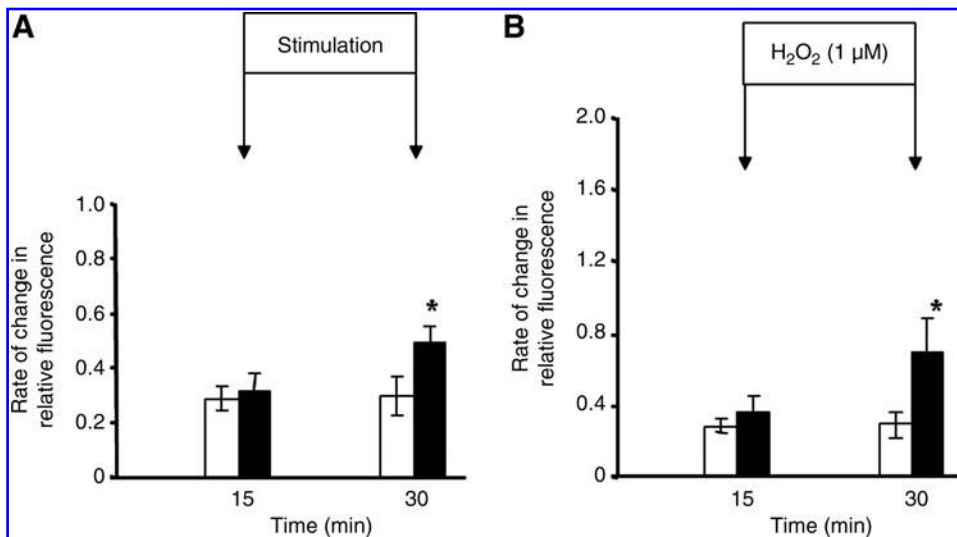 A
Stimulation
Rate of change in
relative fluorescence
1.0
0.8
0.6
0.4
0.2
0
*
15
30
Time (min)
B
H₂O₂ (1 µM)
Rate of change in
relative fluorescence
2.0
1.6
1.2
0.8
0.4
0
*
15
30
Time (min)